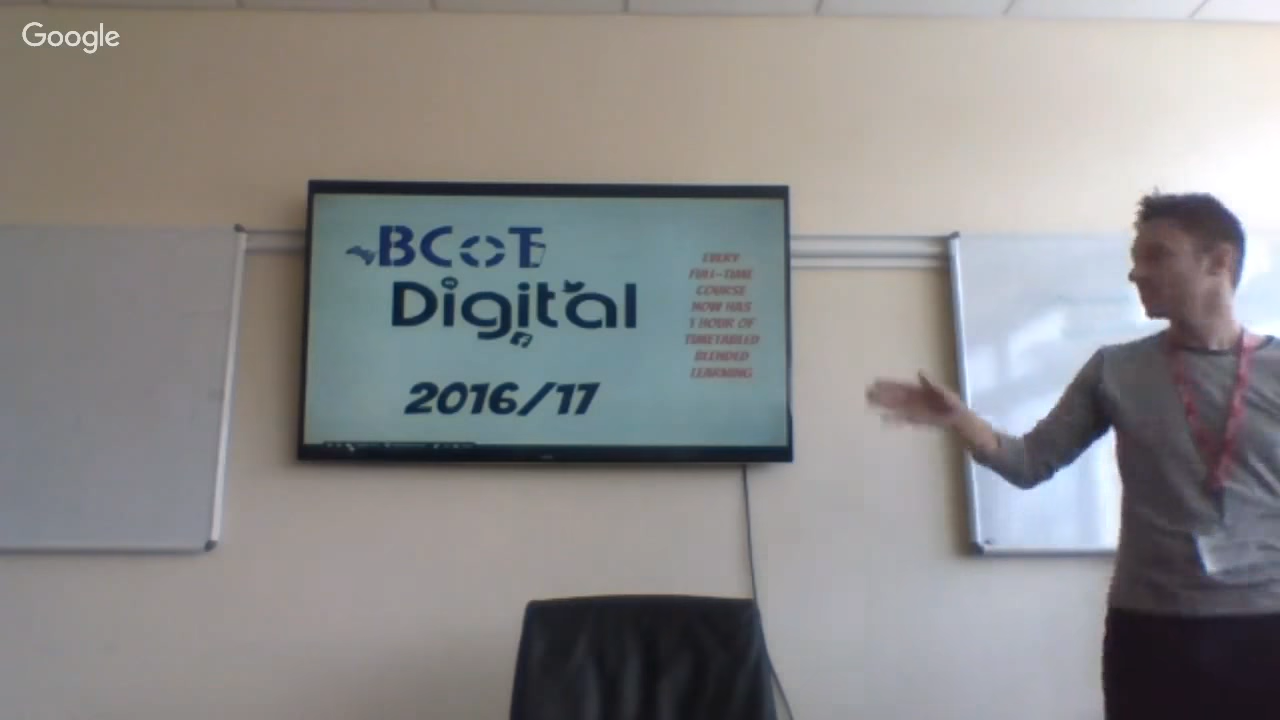 Google
BCoT
Digital
2016/17
EVERY
FULL-TIME
COURSE
NOW HAS
1 HOUR OF
TIMETABLED
BLENDED
LEARNING